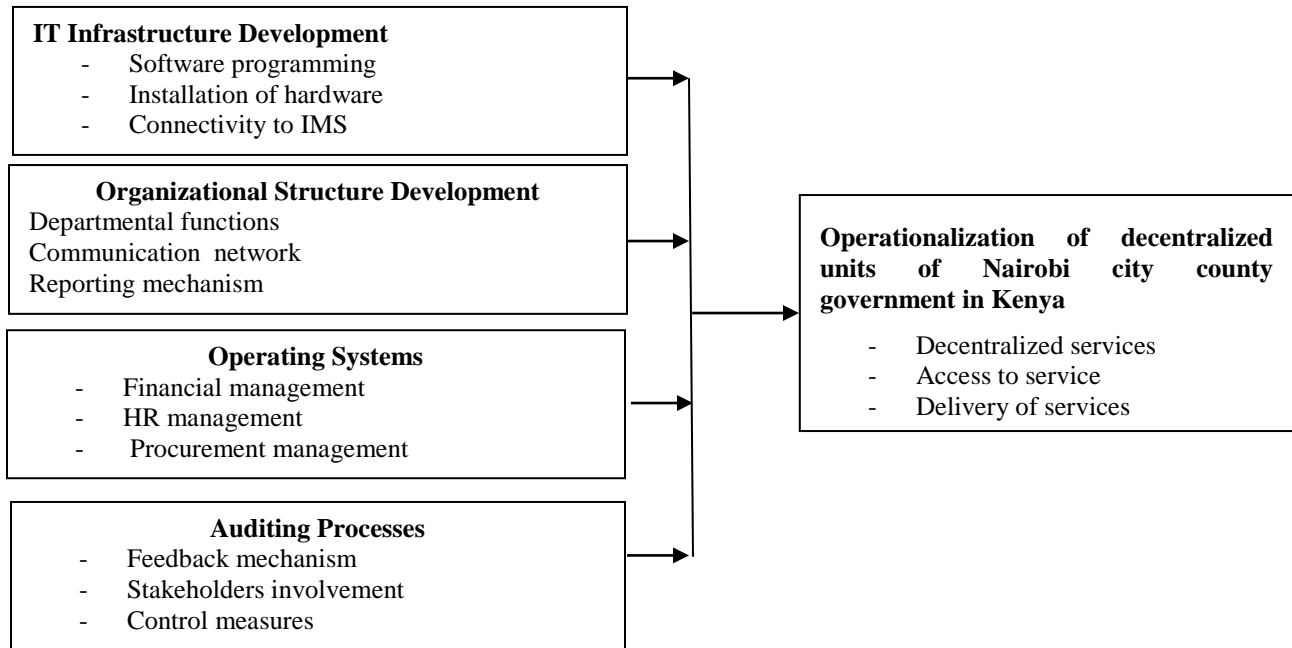 IT Infrastructure Development
- Software programming
- Installation of hardware
- Connectivity to IMS
Organizational Structure Development
Departmental functions
Communication network
Reporting mechanism
Operating Systems
- Financial management
- HR management
- Procurement management
Auditing Processes
- Feedback mechanism
- Stakeholders involvement
- Control measures
Operationalization of decentralized
units of Nairobi city county
government in Kenya
- Decentralized services
- Access to service
- Delivery of services